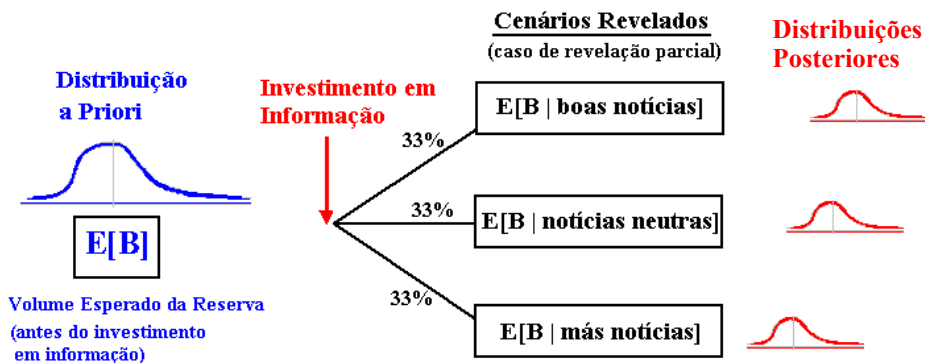 Cenários Revelados
(caso de revelação parcial)
Distribuições
Posteriores
Distribuição
a Priori
Investimento em
Informação
E[B | boas notícias]
33%
33%
E[B | notícias neutras]
E[B]
33%
Volume Esperado da Reserva
(antes do investimento
em informação)
E[B | más notícias]